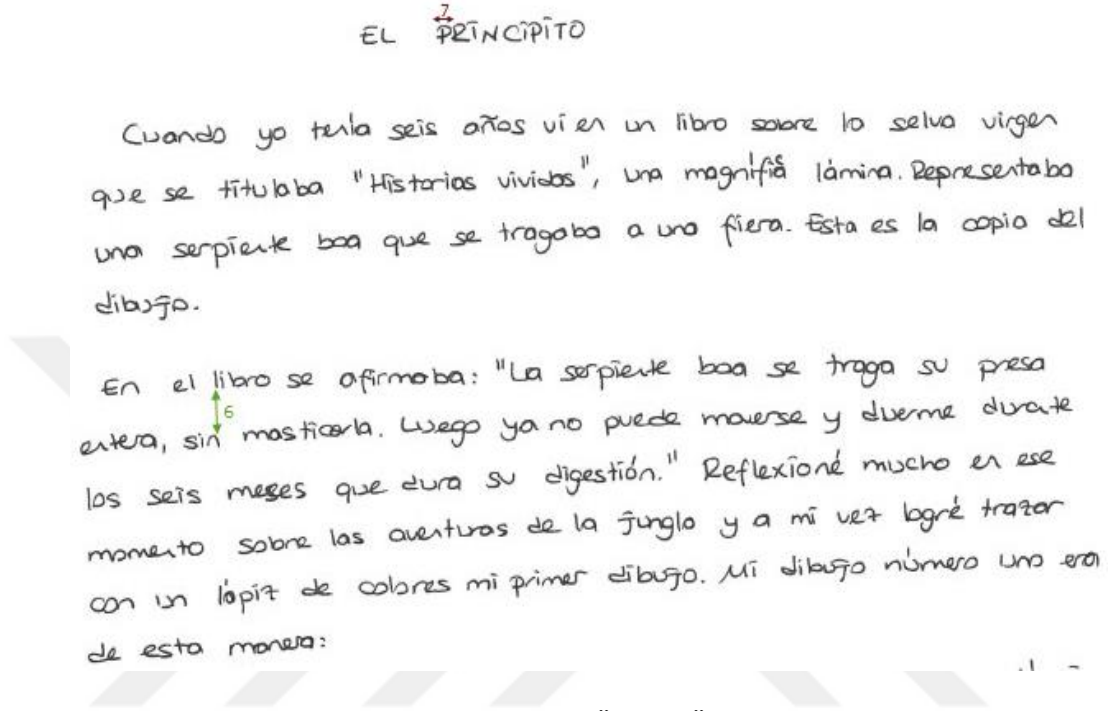 7
EL PRINCIPITO
Cuando yo tenía seis años ví en un libro sobre la selva virgen
que se titulaba "Historias vividas", una magnífica lámina. Representaba
una serpiente boa que se tragaba a una fiera. Esta es la copia del
dibujo.
En el libro se afirmaba: "La serpiente boa se traga su presa
6
entera, sin masticarla. Luego ya no puede moverse y duerme durate
los seis meses que dura su digestión." Reflexioné mucho en ese
momento sobre las aventuras de la jungla y a mi vez logré trazar
con un lápiz de colores mi primer dibujo. Mi dibujo número uno era
de esta manera: